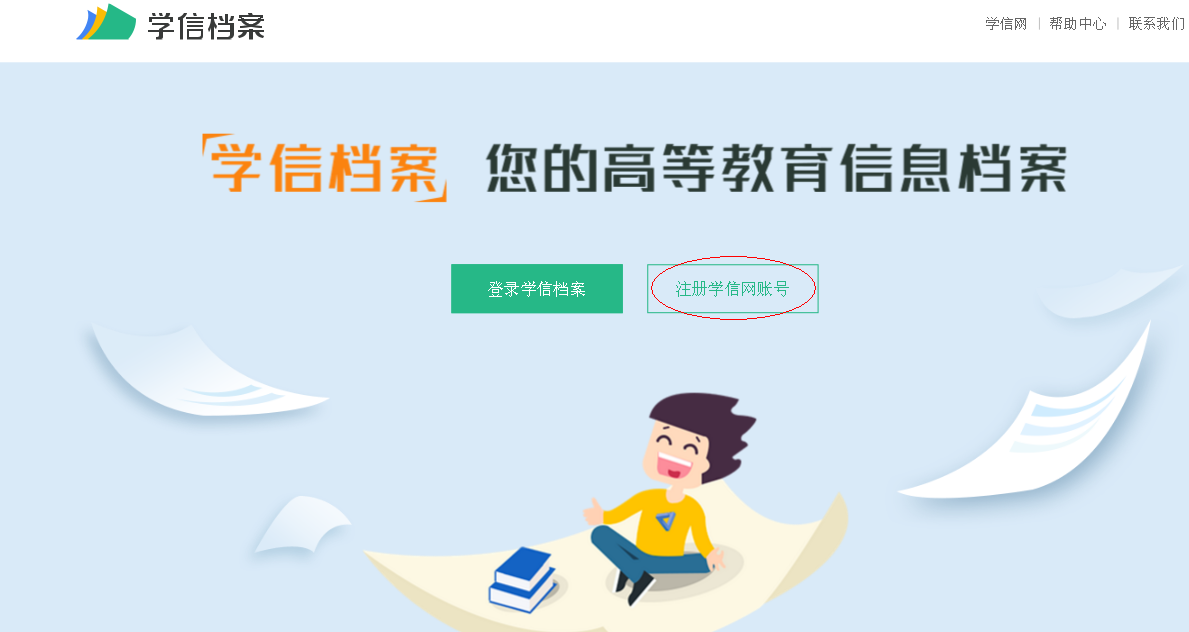 学信档案
学信网 | 帮助中心 | 联系我们
学信档案 您的高等教育信息档案
登录学信档案 注册学信网账号